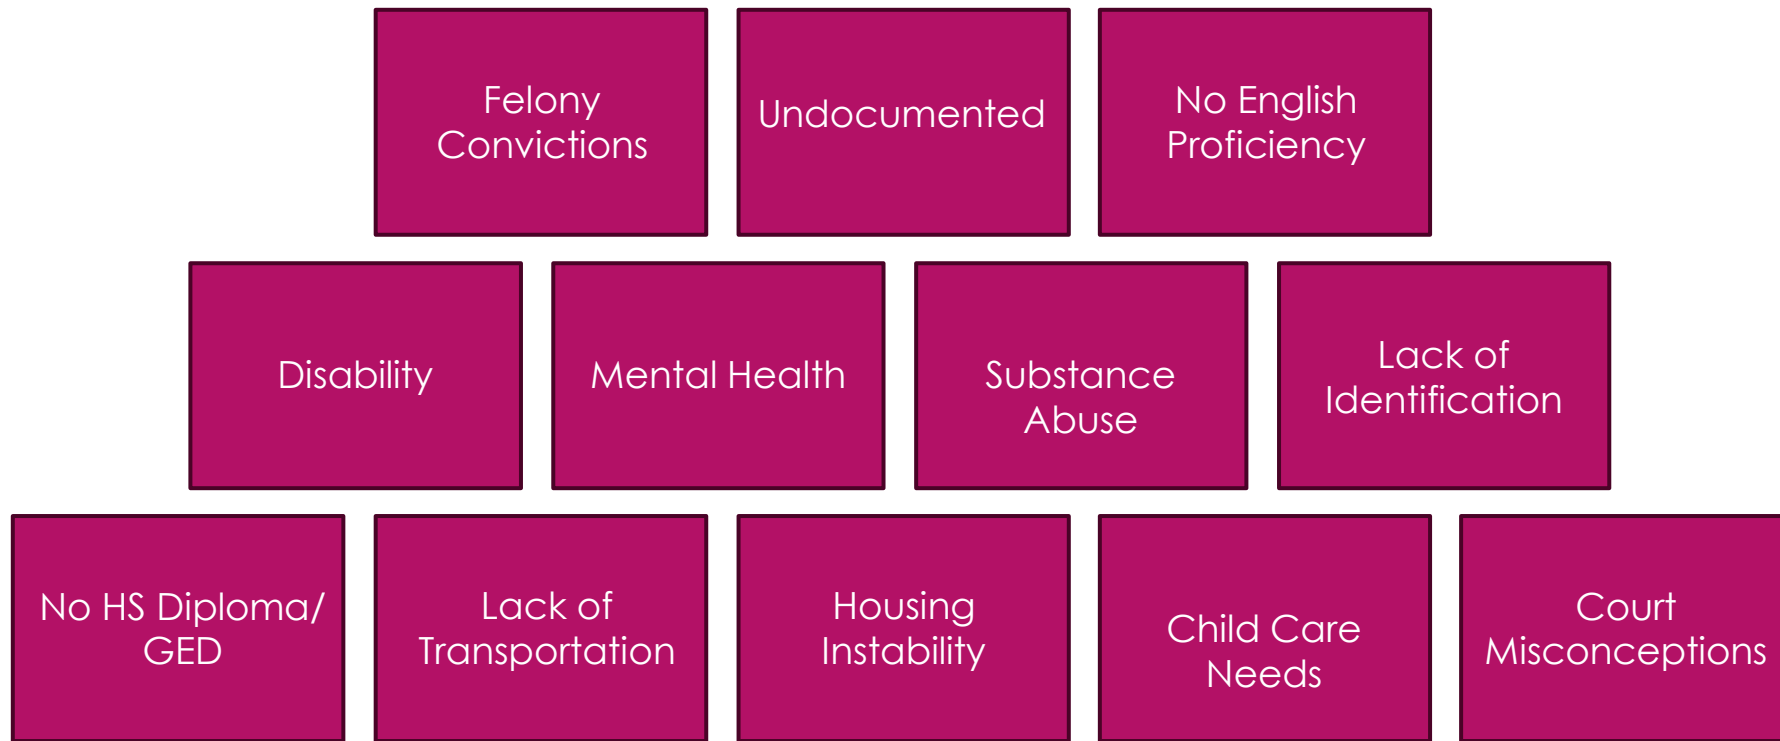 Felony
Convictions
Undocumented
No English
Proficiency
Disability
Mental Health
Substance
Abuse
Lack of
Identification
No HS Diploma/
GED
Lack of
Transportation
Housing
Instability
Child Care
Needs
Court
Misconceptions